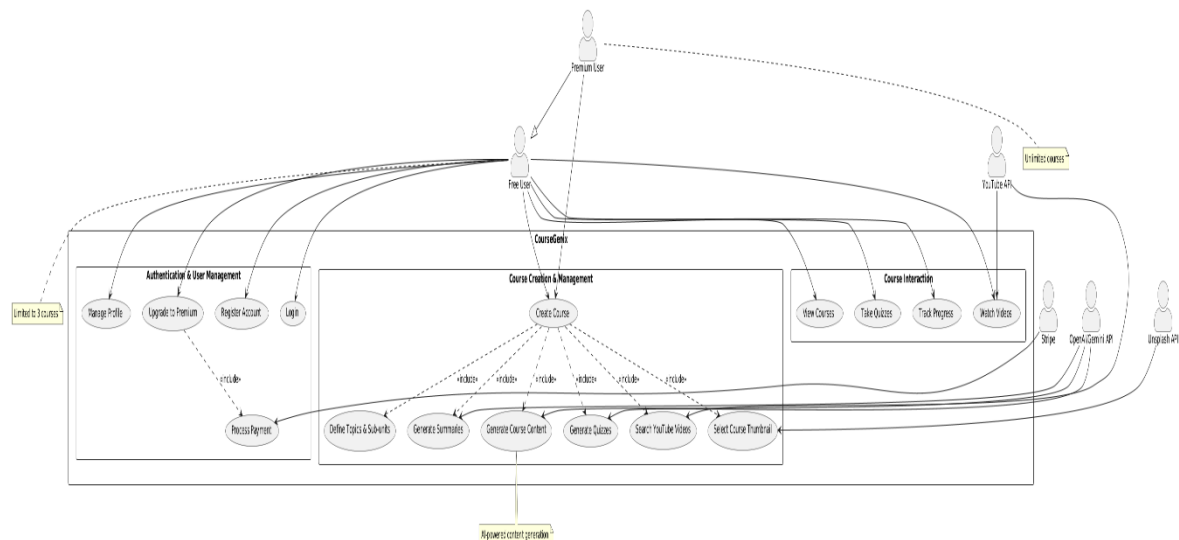 Premium User
Unlimited courses
Free User
YouTube API
CourseGenix
Authentication & User Management
Course Creation & Management
Course Interaction
Limited to 3 courses
Manage Profile
Upgrade to Premium
Register Account
Login
Create Course
View Courses
Take Quizzes
Track Progress
Watch Videos
Stripe
OpenAI/Gemini API
Unsplash API
«include»
«include»
«include»
«include»
«include»
«include»
«include»
Process Payment
Define Topics & Sub-units
Generate Summaries
Generate Course Content
Generate Quizzes
Search YouTube Videos
Select Course Thumbnail
AI-powered content generation